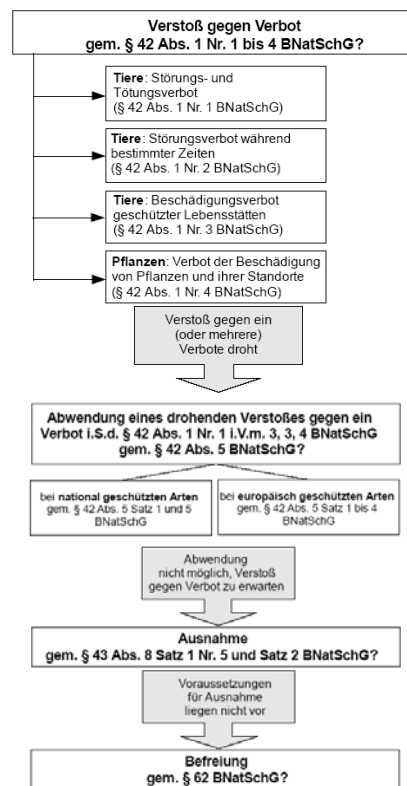 Verstoß gegen Verbot
gem. § 42 Abs. 1 Nr. 1 bis 4 BNatSchG?
Tiere: Störungs- und
Tötungsverbot
(§ 42 Abs. 1 Nr. 1 BNatSchG)
Tiere: Störungsverbot während
bestimmter Zeiten
(§ 42 Abs. 1 Nr. 2 BNatSchG)
Tiere: Beschädigungsverbot
geschützter Lebensstätten
(§ 42 Abs. 1 Nr. 3 BNatSchG)
Pflanzen: Verbot der Beschädigung
von Pflanzen und ihrer Standorte
(§ 42 Abs. 1 Nr. 4 BNatSchG)
Verstoß gegen ein
(oder mehrere)
Verbote droht
Abwendung eines drohenden Verstoßes gegen ein
Verbot i.S.d. § 42 Abs. 1 Nr. 1 i.V.m. 3, 3, 4 BNatSchG
gem. § 42 Abs. 5 BNatSchG?
bei national geschützten Arten
gem. § 42 Abs. 5 Satz 1 und 5
BNatSchG
bei europäisch geschützten Arten
gem. § 42 Abs. 5 Satz 1 bis 4
BNatSchG
Abwendung
nicht möglich, Verstoß
gegen Verbot zu erwarten
Ausnahme
gem. § 43 Abs. 8 Satz 1 Nr. 5 und Satz 2 BNatSchG?
Voraussetzungen
für Ausnahme
liegen nicht vor
Befreiung
gem. § 62 BNatSchG?